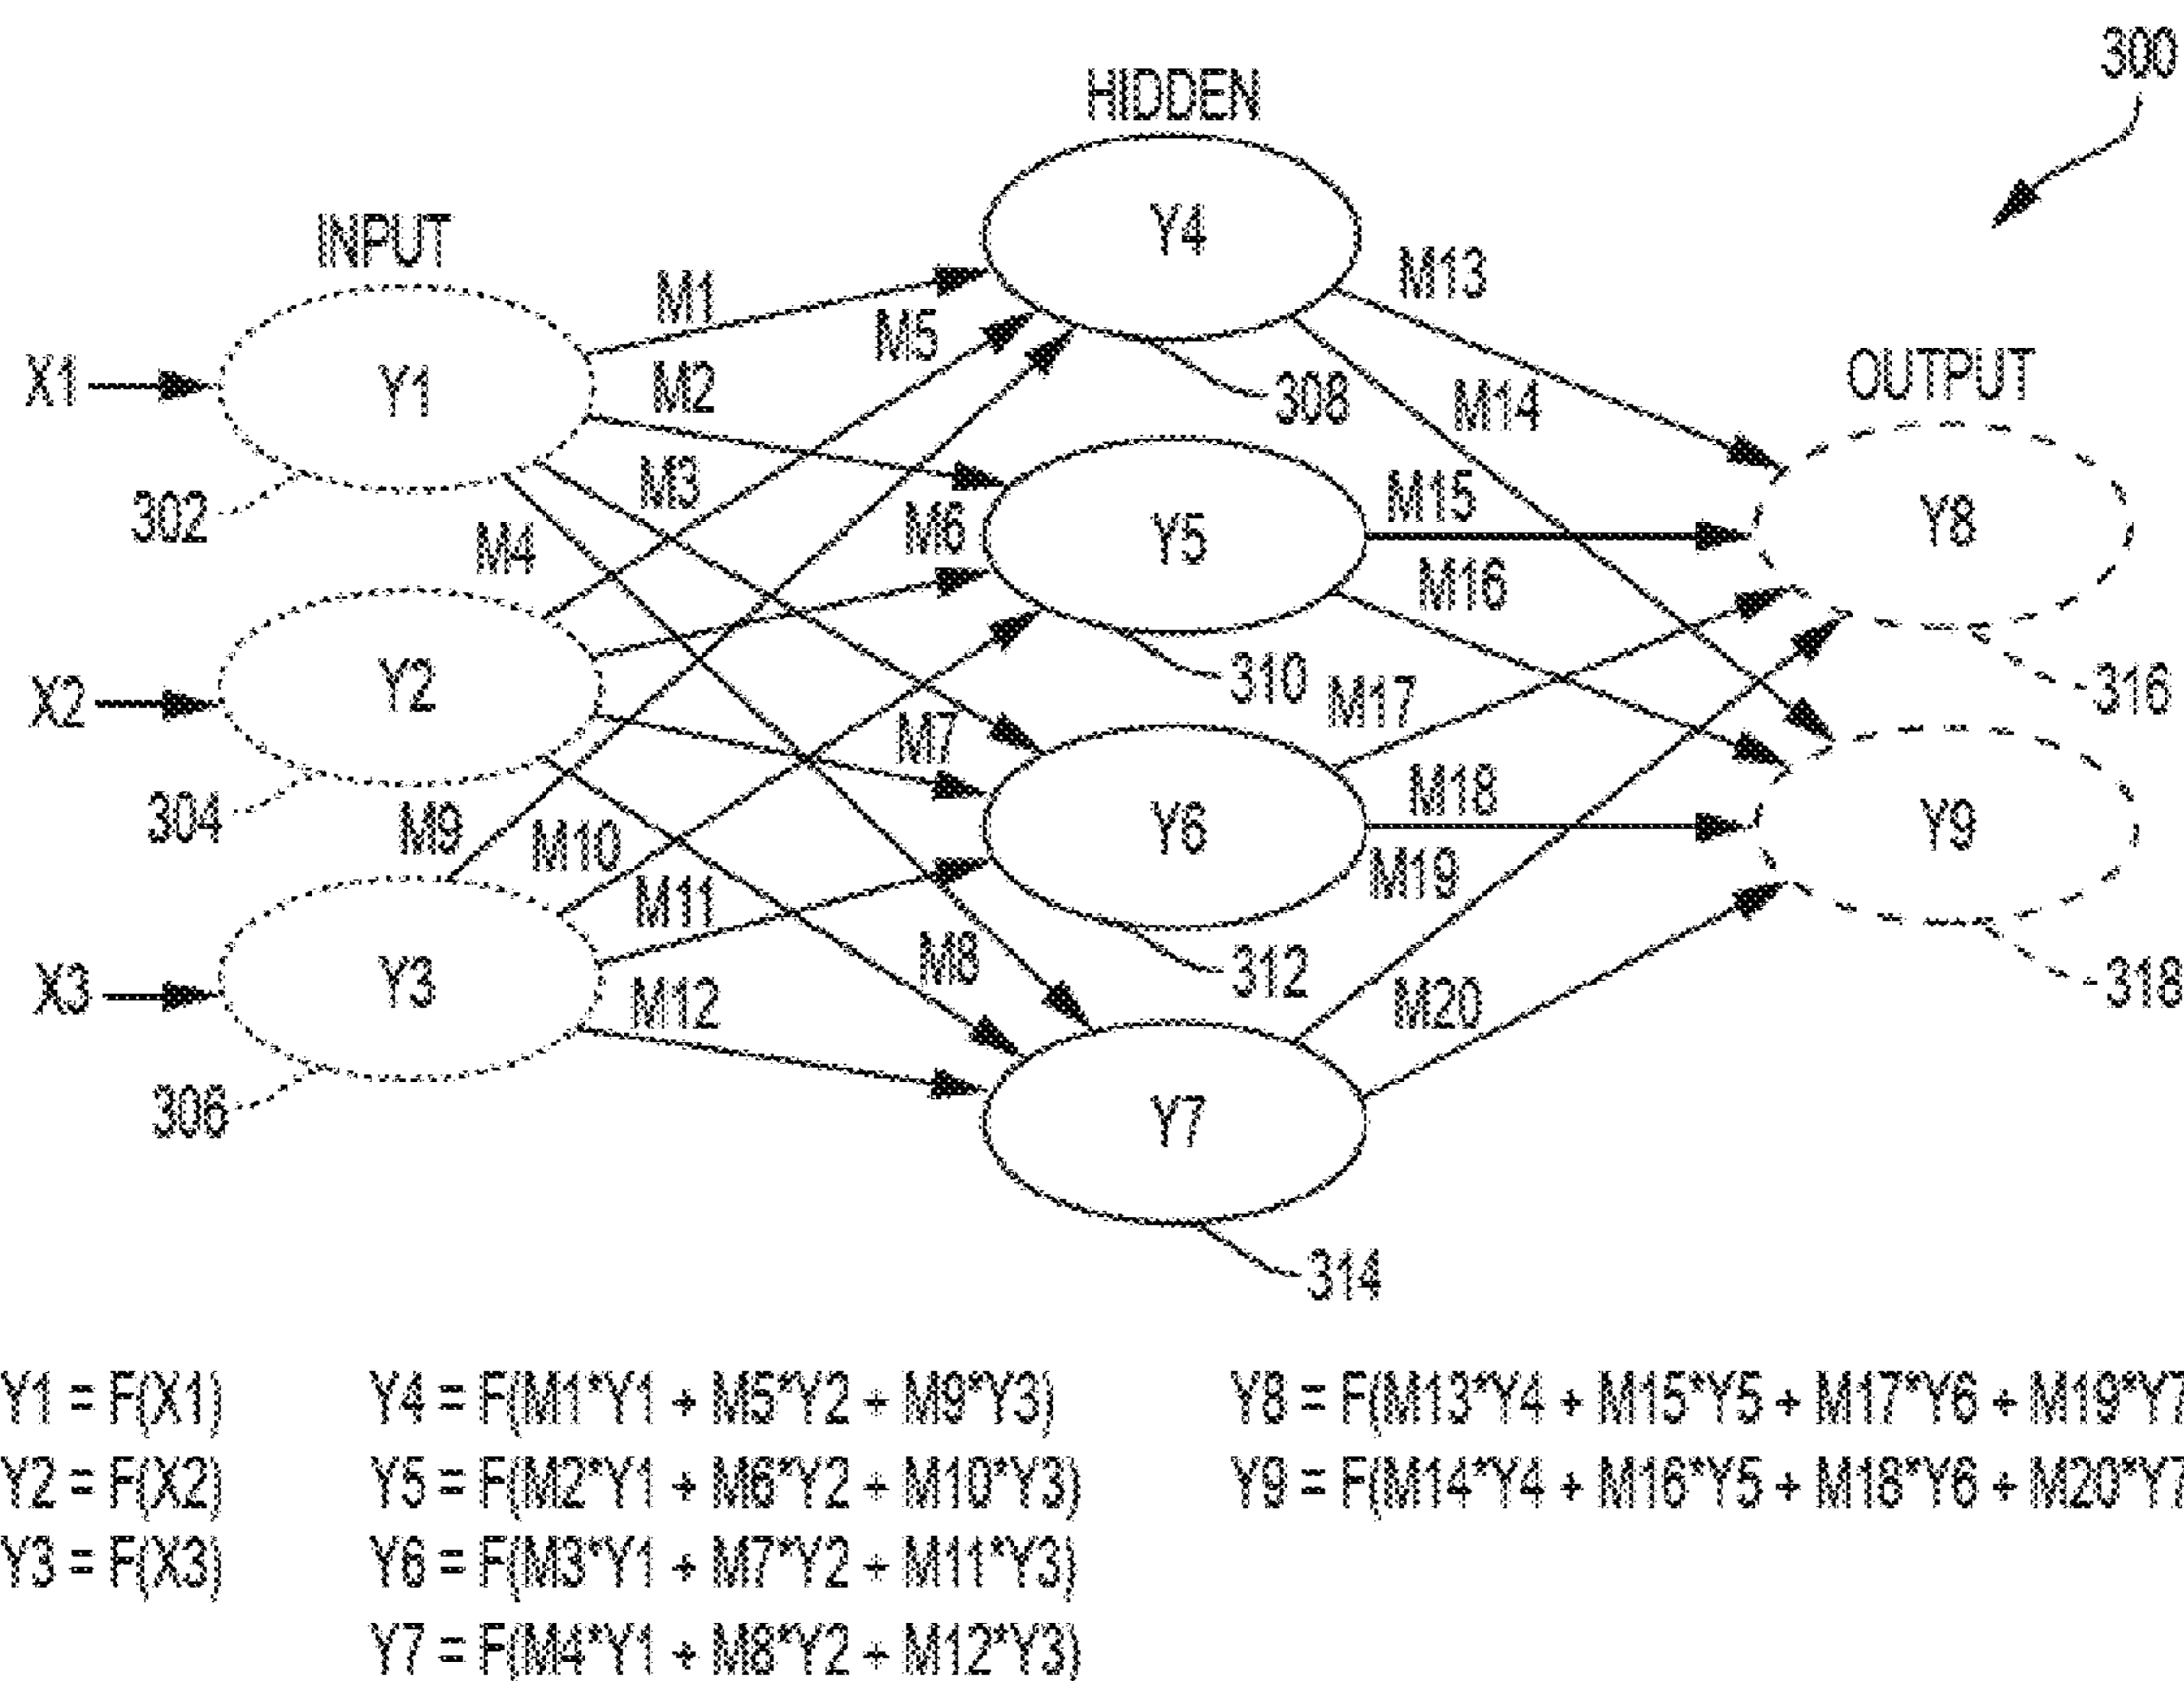 300
HIDDEN
Y4
INPUT
M1
M13
M5
X1
Y1
M2
308
M14
OUTPUT
302
M3
M4
M6
Y5
M15
Y8
M16
X2
Y2
310
M17
316
M7
304
M9
M10
Y6
M18
Y9
M11
M19
X3
Y3
M8
312
M12
M20
318
306
Y7
314
Y1 = F(X1)
Y4 = F(M1*Y1 + M5*Y2 + M9*Y3)
Y8 = F(M13*Y4 + M15*Y5 + M17*Y6 + M19*Y7
Y2 = F(X2)
Y5 = F(M2*Y1 + M6*Y2 + M10*Y3)
Y9 = F(M14*Y4 + M16*Y5 + M18*Y6 + M20*Y7
Y3 = F(X3)
Y6 = F(M3*Y1 + M7*Y2 + M11*Y3)
Y7 = F(M4*Y1 + M8*Y2 + M12*Y3)